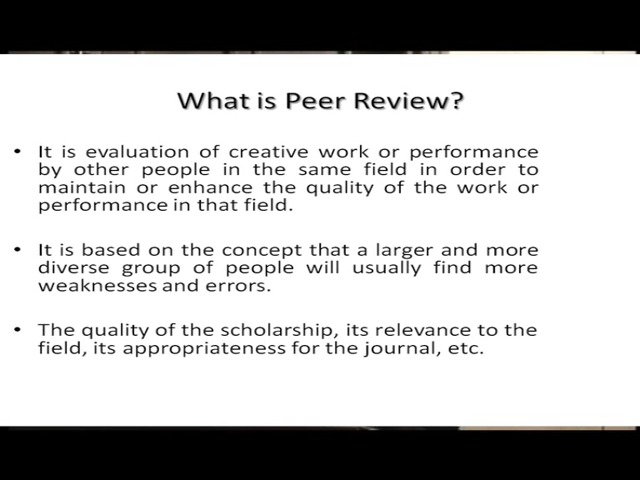 What is Peer Review?
• It is evaluation of creative work or performance
by other people in the same field in order to
maintain or enhance the quality of the work or
performance in that field.
• It is based on the concept that a larger and more
diverse group of people will usually find more
weaknesses and errors.
• The quality of the scholarship, its relevance to the
field, its appropriateness for the journal, etc.